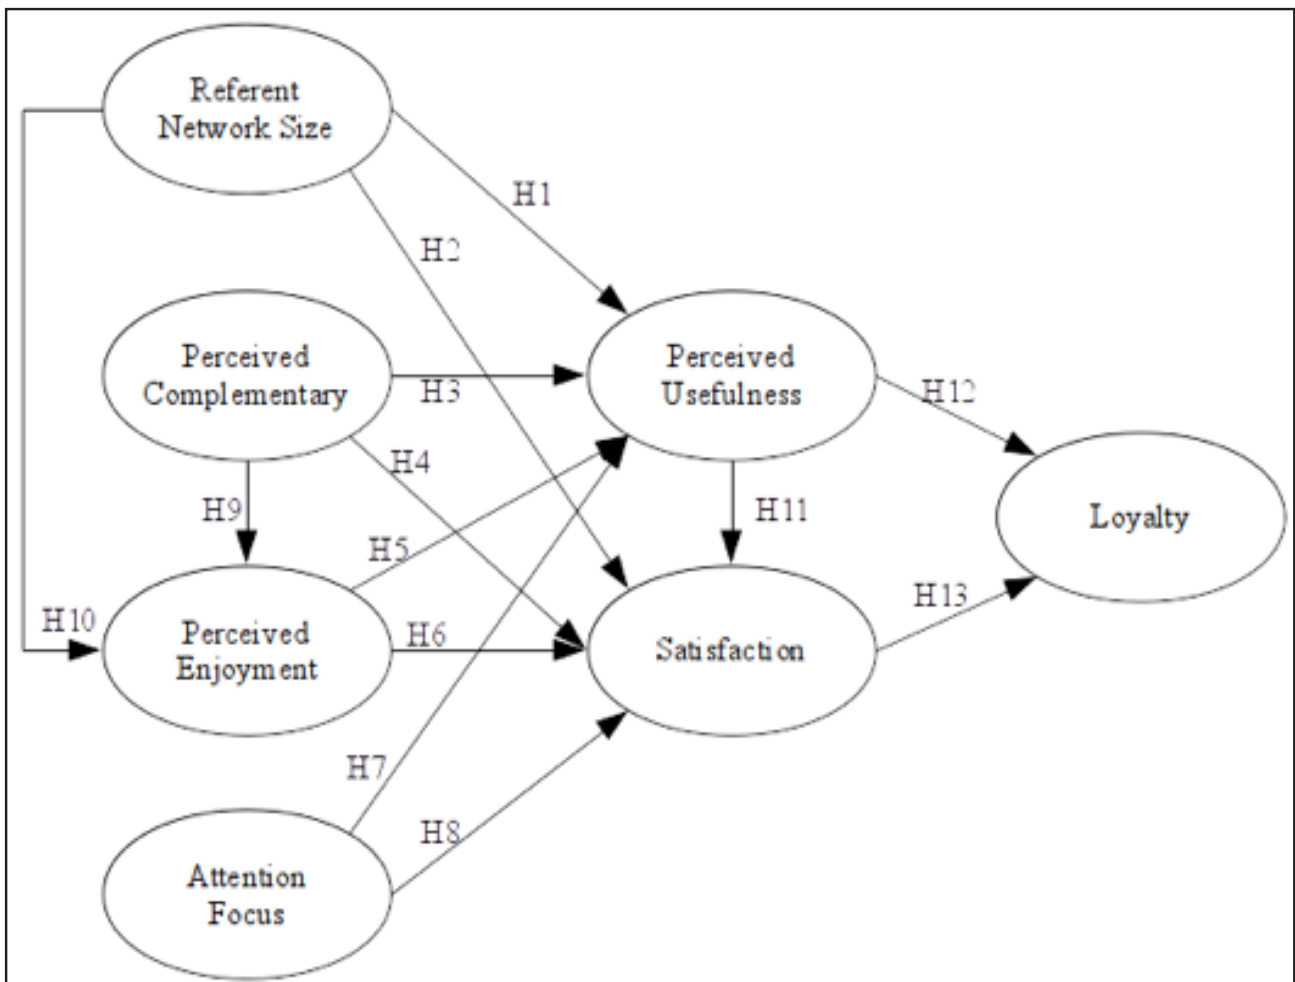 Referent
Network Size
H1
H2
Perceived
Complementary
H3
Perceived
Usefulness
H12
H4
H9
H11
Loyalty
H5
H10
Perceived
Enjoyment
H6
Satisfaction
H13
H7
H8
Attention
Focus